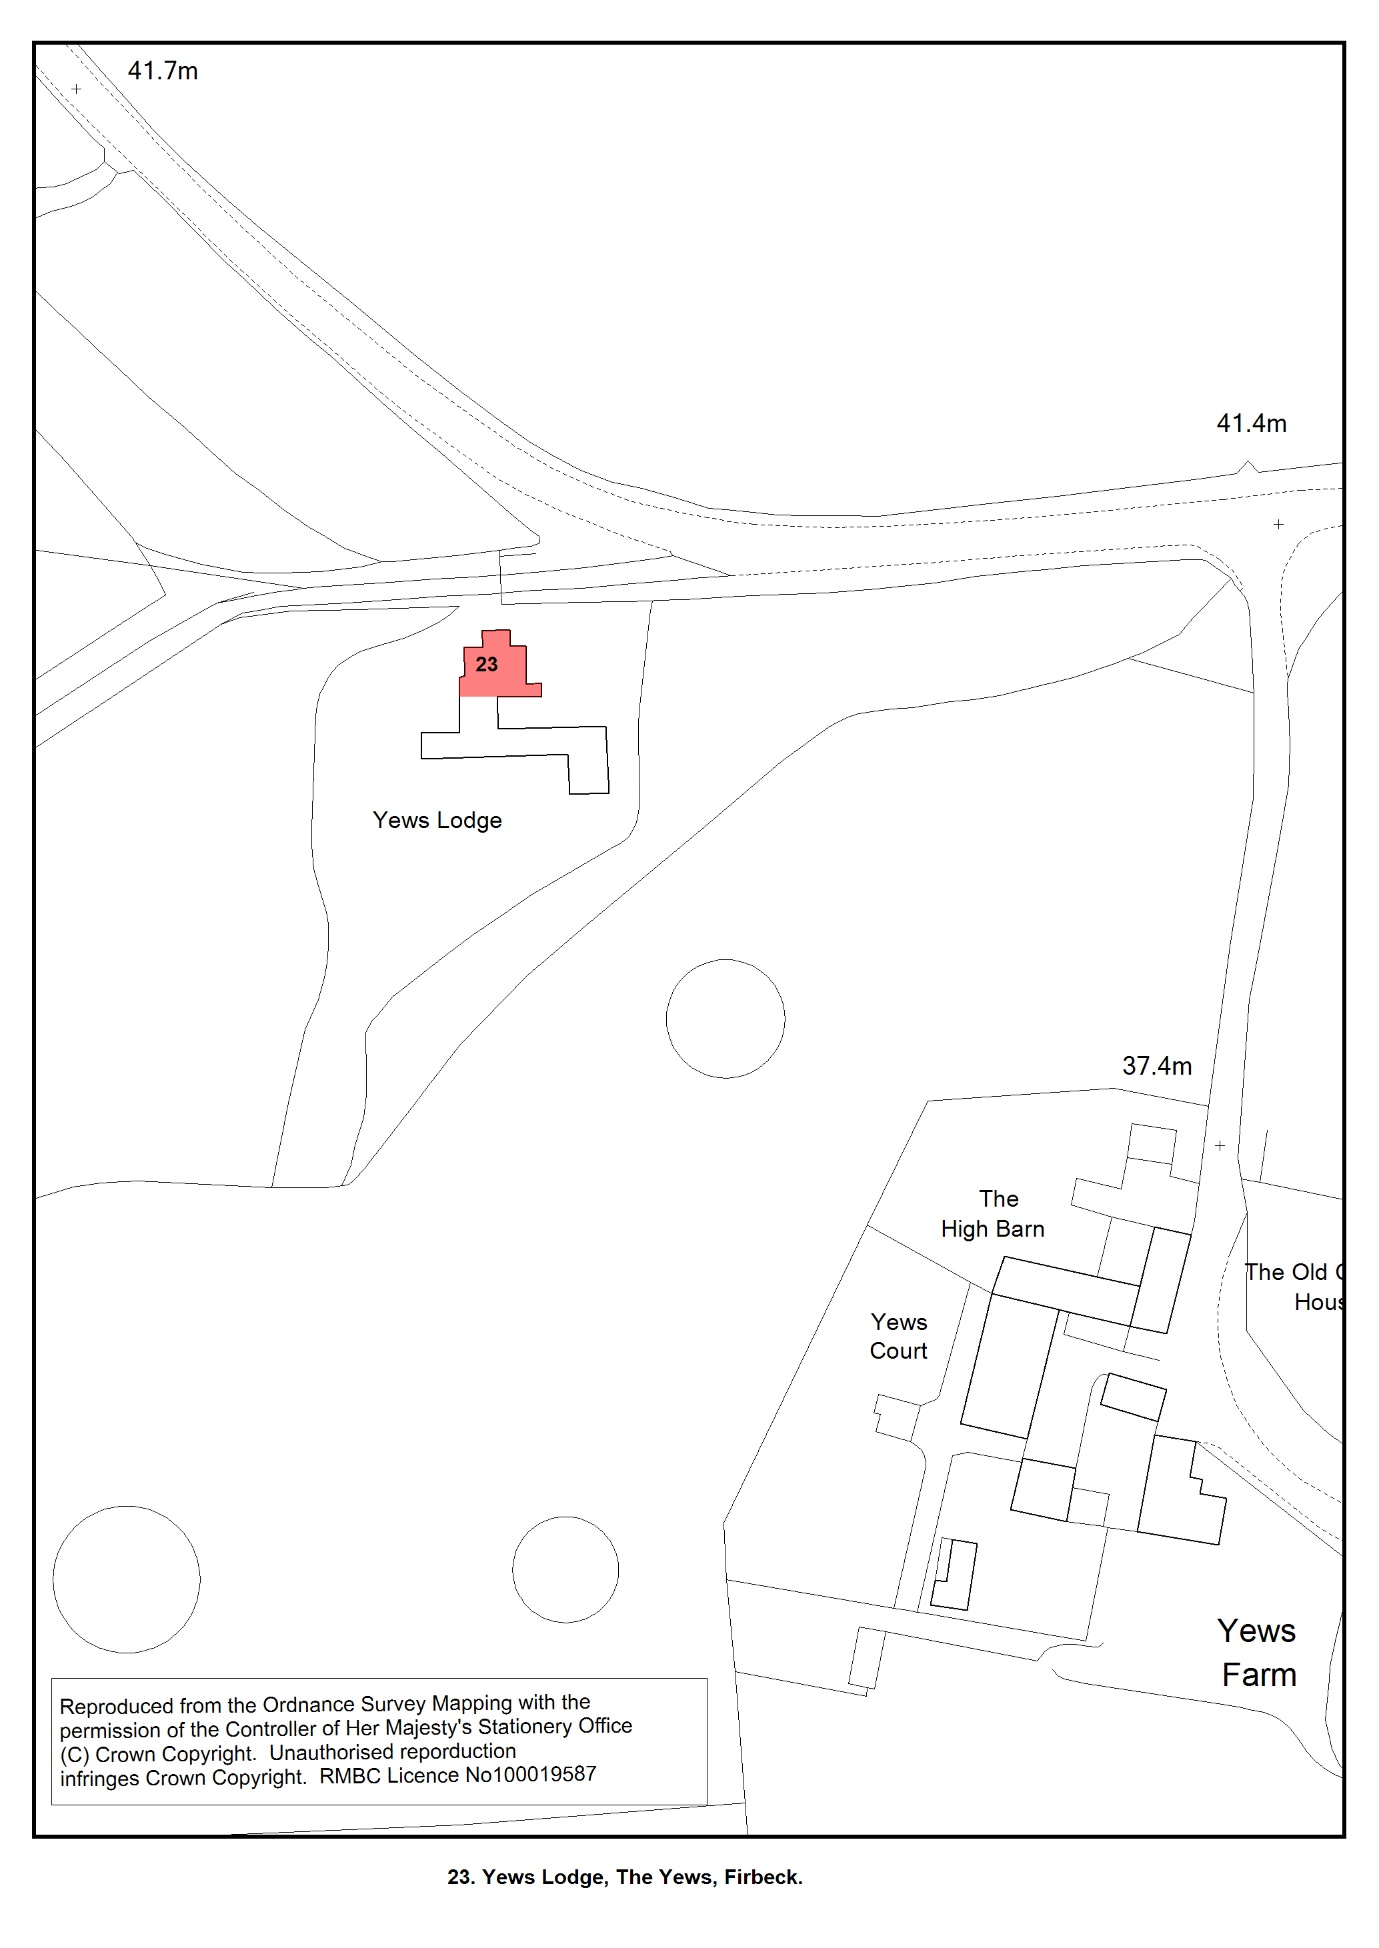 41.7m
41.4m
23
Yews Lodge
37.4m
The
High Barn
The Old
Yews
Court
Yews
Farm
Reproduced from the Ordnance Survey Mapping with the
permission of the Controller of Her Majesty's Stationery Office
(C) Crown Copyright.  Unauthorised reporduction
infringes Crown Copyright.  RMBC Licence No100019587
23. Yews Lodge, The Yews, Firbeck.